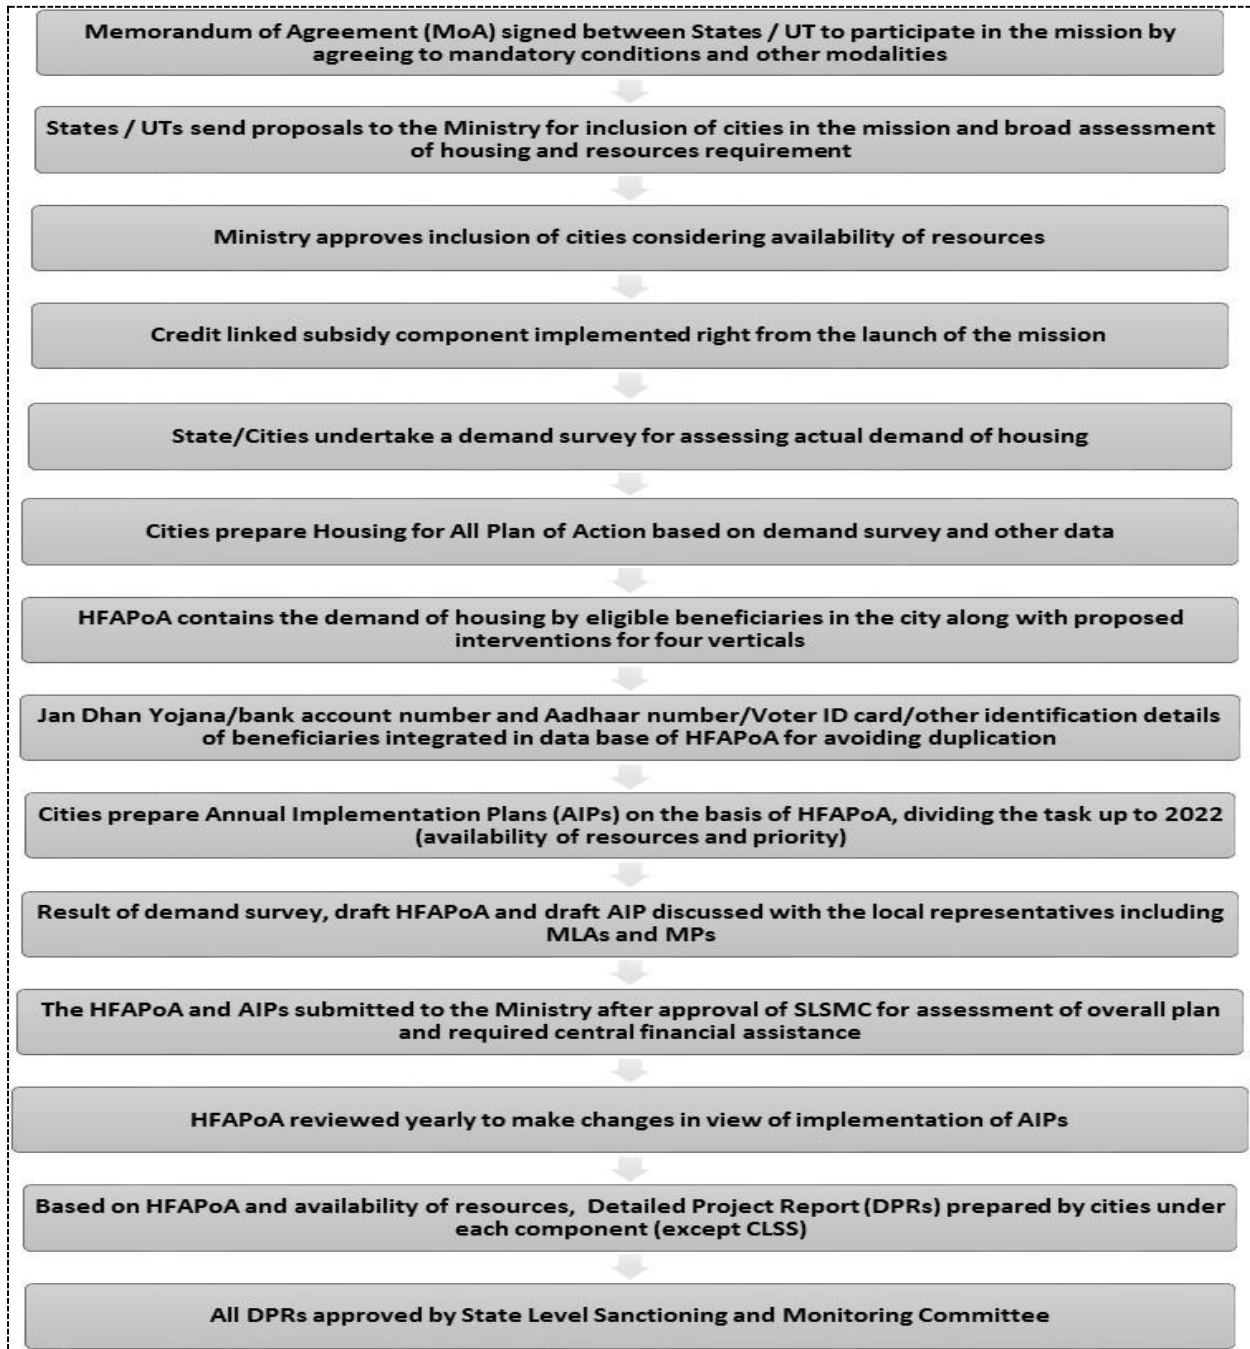 Memorandum of Agreement (MoA) signed between States / UT to participate in the mission by
agreeing to mandatory conditions and other modalities
States / UTs send proposals to the Ministry for inclusion of cities in the mission and broad assessment
of housing and resources requirement
Ministry approves inclusion of cities considering availability of resources
Credit linked subsidy component implemented right from the launch of the mission
State/Cities undertake a demand survey for assessing actual demand of housing
Cities prepare Housing for All Plan of Action based on demand survey and other data
HFAPoA contains the demand of housing by eligible beneficiaries in the city along with proposed
interventions for four verticals
Jan Dhan Yojana/bank account number and Aadhaar number/Voter ID card/other identification details
of beneficiaries integrated in data base of HFAPoA for avoiding duplication
Cities prepare Annual Implementation Plans (AIPs) on the basis of HFAPoA, dividing the task up to 2022
(availability of resources and priority)
Result of demand survey, draft HFAPoA and draft AIP discussed with the local representatives including
MLAs and MPs
The HFAPoA and AIPs submitted to the Ministry after approval of SLSMC for assessment of overall plan
and required central financial assistance
HFAPoA reviewed yearly to make changes in view of implementation of AIPs
Based on HFAPoA and availability of resources, Detailed Project Report (DPRs) prepared by cities under
each component (except CLSS)
All DPRs approved by State Level Sanctioning and Monitoring Committee